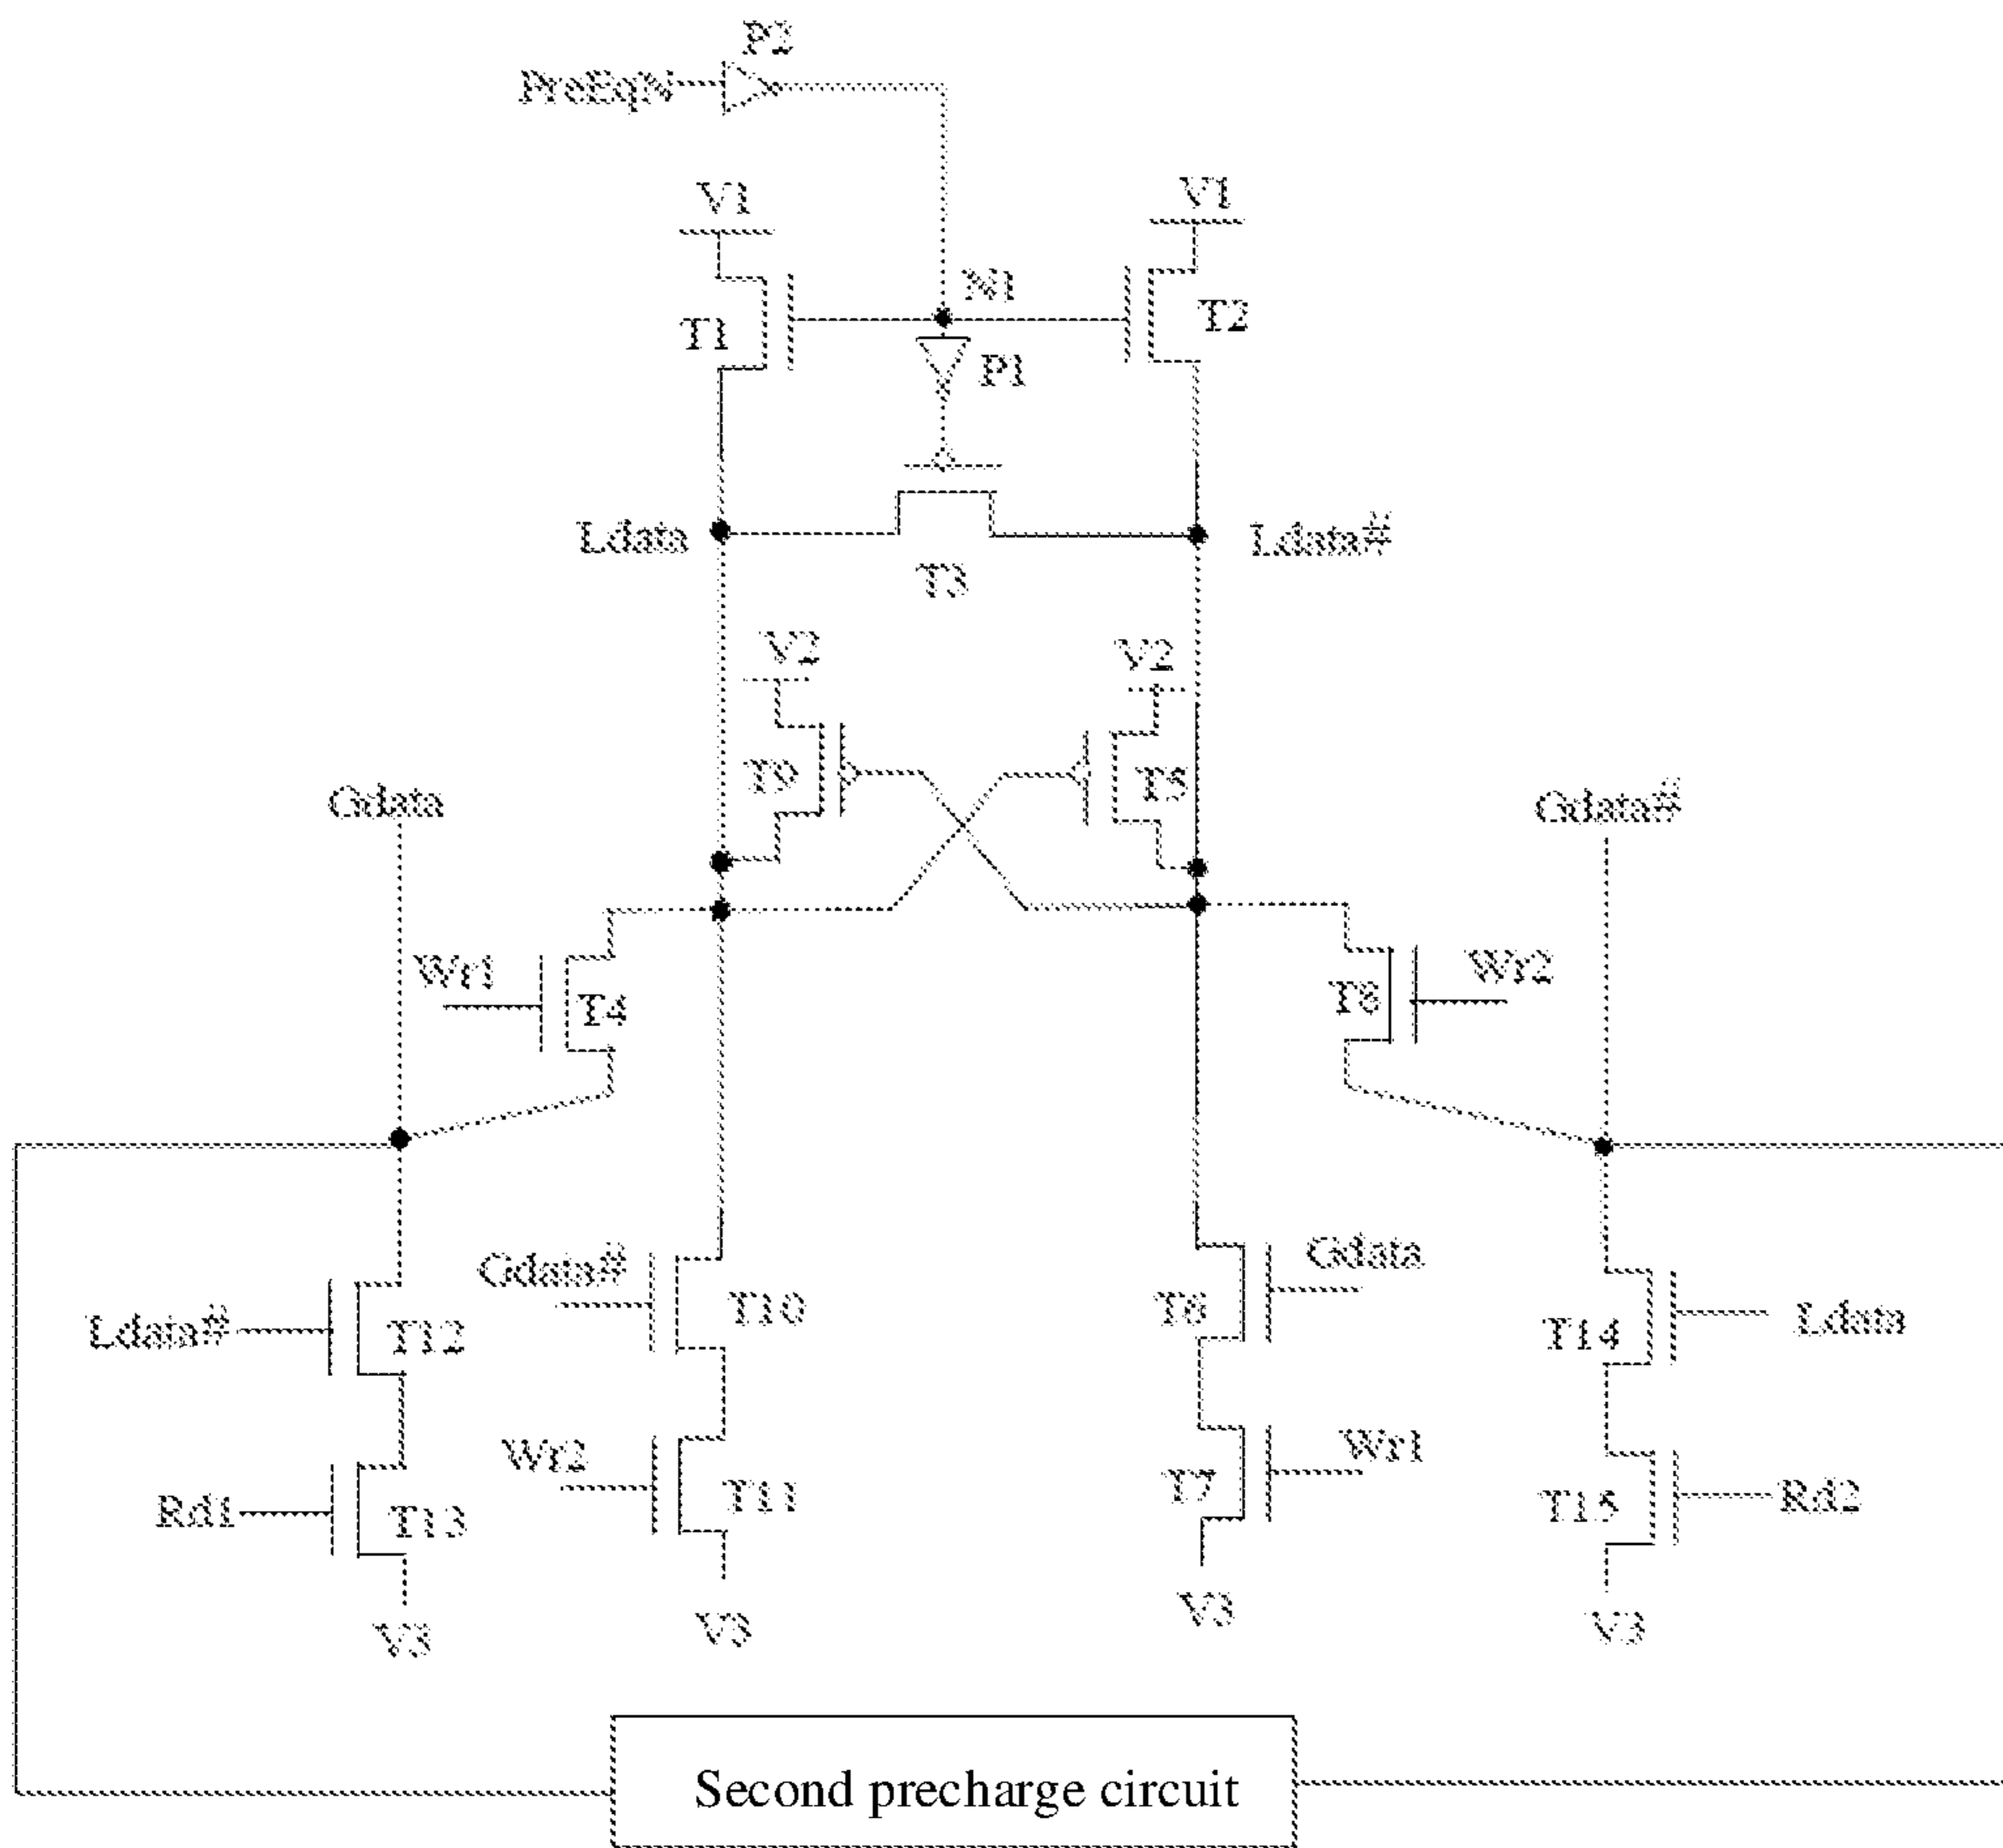 P2
PreEqN
V1
V1
N1
T1
T2
P1
Ldata
Ldata#
T3
V2
V2
T9
T5
Gdata
Gdata#
Wr1
Wr2
T4
T8
Gdata#
Gdata
Ldata#
T12
T10
T6
T14
Ldata
Wr2
Wr1
Rd1
T13
T11
T7
T15
Rd2
V3
V3
V3
V3
Second precharge circuit